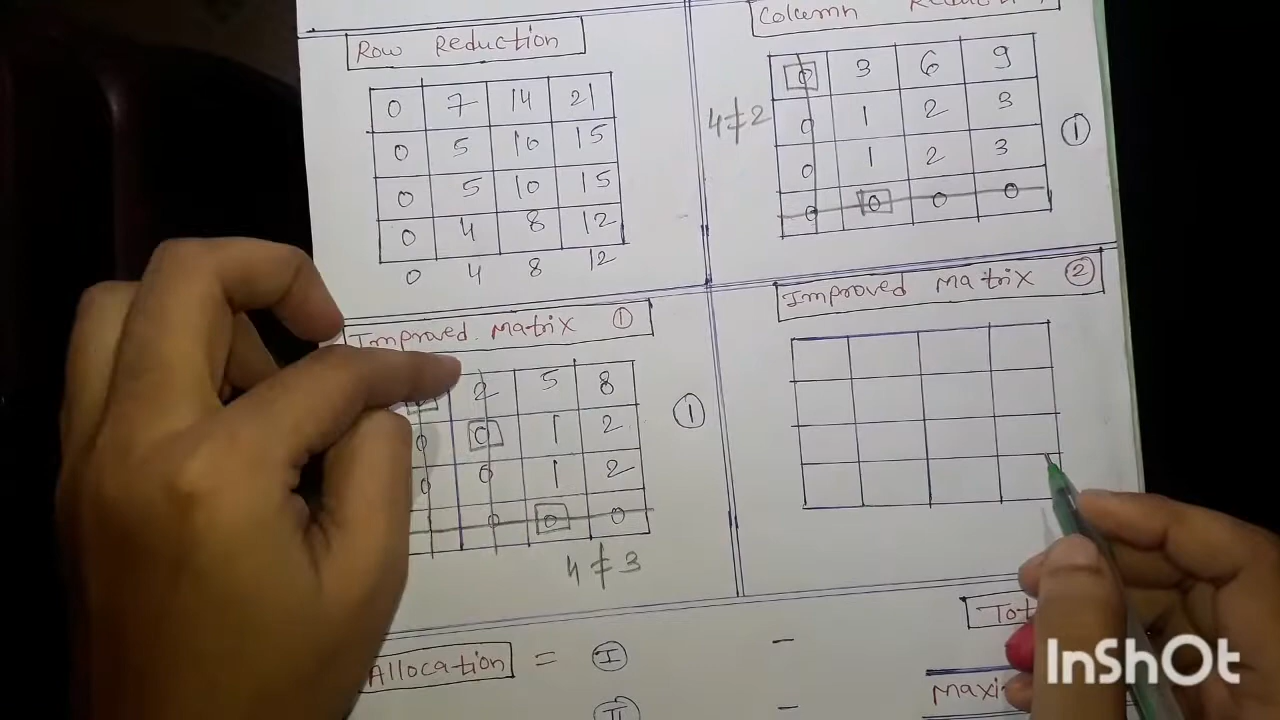 Row Reduction
0 7 14 21
0 5 10 15
0 5 10 15
0 4 8 12
0 4 8 12
Column
0 3 6 9
4≠2
0 1 2 3
0 1 2 3
①
0 0 0 0
Improved Matrix ①
2 5 8
0 0 1 2
0 0 1 2
0 0 0
①
4≠3
Improved Matrix ②
Allocation = Ⓘ -
Ⓘⓘ -
Tot
Maxi
InShOt